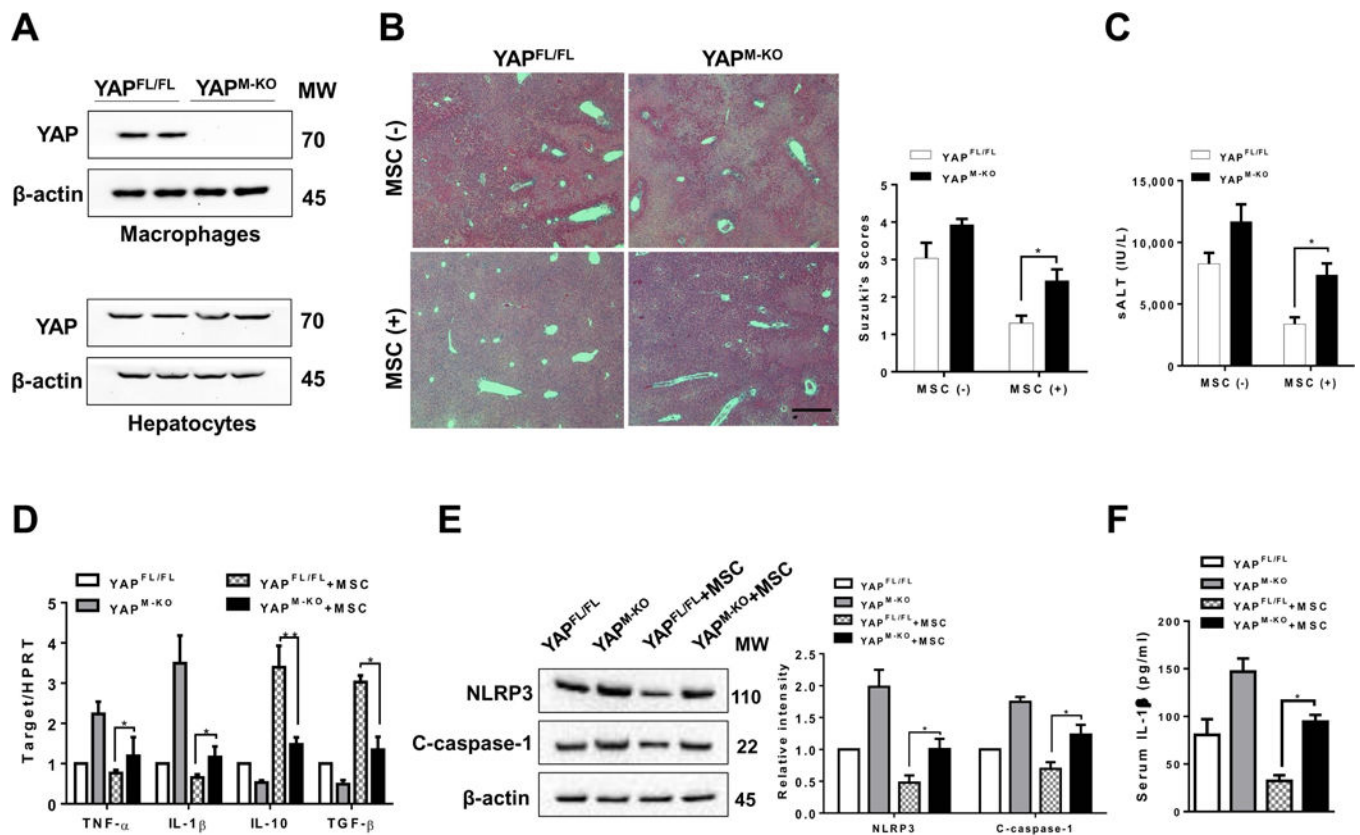 A
YAP^FL/FL YAP^M-KO MW
YAP 70
β-actin 45
Macrophages
YAP 70
β-actin 45
Hepatocytes
B
YAP^FL/FL YAP^M-KO
MSC (-)
MSC (+)
YAP^FL/FL
YAP^M-KO
Suzuki's Scores
5
4
3
2
1
0
*
MSC (-) MSC (+)
C
YAP^FL/FL
YAP^M-KO
sALT (IU/L)
15,000
10,000
5,000
0
*
MSC (-) MSC (+)
D
YAP^FL/FL YAP^FL/FL+MSC
YAP^M-KO YAP^M-KO+MSC
Target/HPRT
5
4
3
2
1
0
* * ** *
TNF-α IL-1β IL-10 TGF-β
E
YAP^FL/FL YAP^M-KO YAP^FL/FL+MSC YAP^M-KO+MSC MW
NLRP3 110
C-caspase-1 22
β-actin 45
YAP^FL/FL
YAP^M-KO
YAP^FL/FL+MSC
YAP^M-KO+MSC
Relative intensity
2.5
2.0
1.5
1.0
0.5
0.0
* *
NLRP3 C-caspase-1
F
YAP^FL/FL
YAP^M-KO
YAP^FL/FL+MSC
YAP^M-KO+MSC
Serum IL-1β (pg/ml)
200
150
100
50
0
*